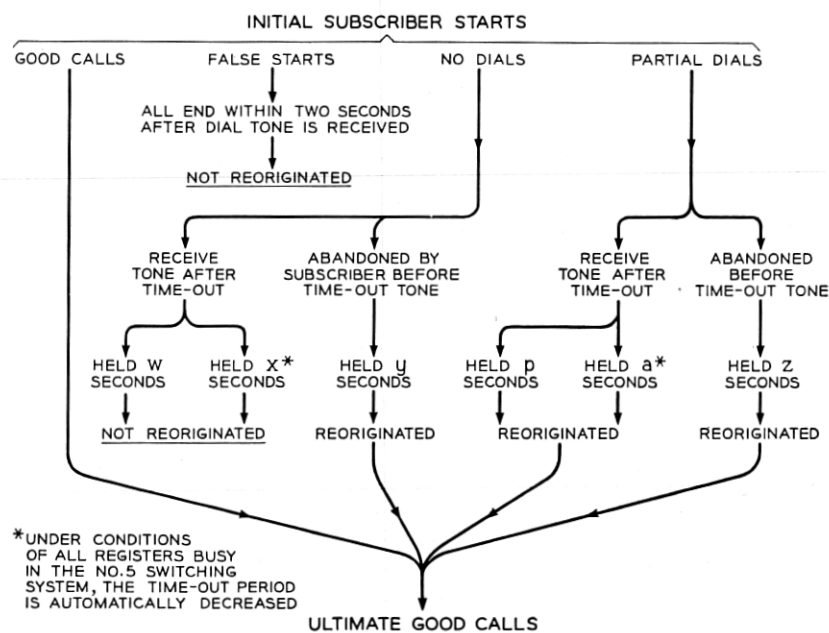 INITIAL SUBSCRIBER STARTS
GOOD CALLS
FALSE STARTS
NO DIALS
PARTIAL DIALS
ALL END WITHIN TWO SECONDS
AFTER DIAL TONE IS RECEIVED
NOT REORIGINATED
RECEIVE
TONE AFTER
TIME-OUT
ABANDONED BY
SUBSCRIBER BEFORE
TIME-OUT TONE
RECEIVE
TONE AFTER
TIME-OUT
ABANDONED
BEFORE
TIME-OUT TONE
HELD w
SECONDS
HELD x*
SECONDS
HELD y
SECONDS
HELD p
SECONDS
HELD a*
SECONDS
HELD z
SECONDS
NOT REORIGINATED
REORIGINATED
REORIGINATED
REORIGINATED
*UNDER CONDITIONS
OF ALL REGISTERS BUSY
IN THE NO.5 SWITCHING
SYSTEM, THE TIME-OUT PERIOD
IS AUTOMATICALLY DECREASED
ULTIMATE GOOD CALLS